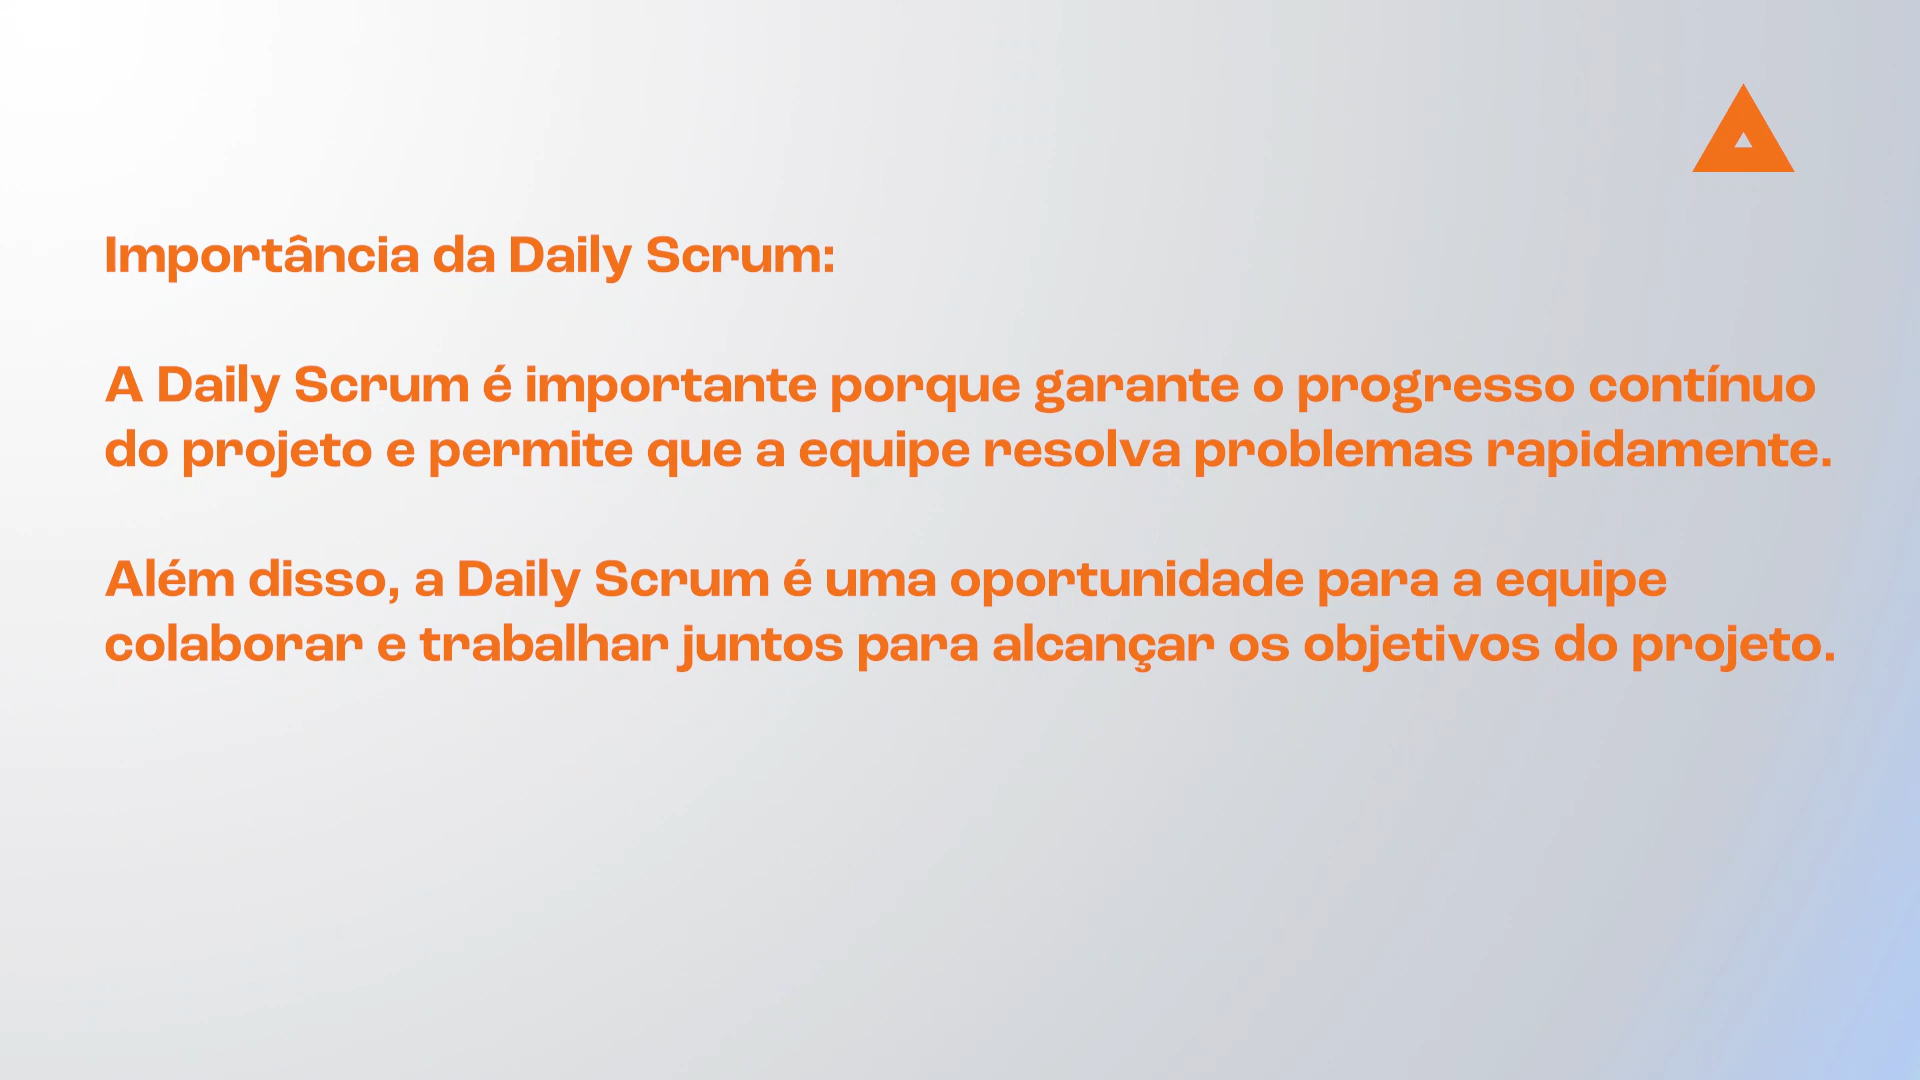 Importância da Daily Scrum:
A Daily Scrum é importante porque garante o progresso contínuo
do projeto e permite que a equipe resolva problemas rapidamente.
Além disso, a Daily Scrum é uma oportunidade para a equipe
colaborar e trabalhar juntos para alcançar os objetivos do projeto.